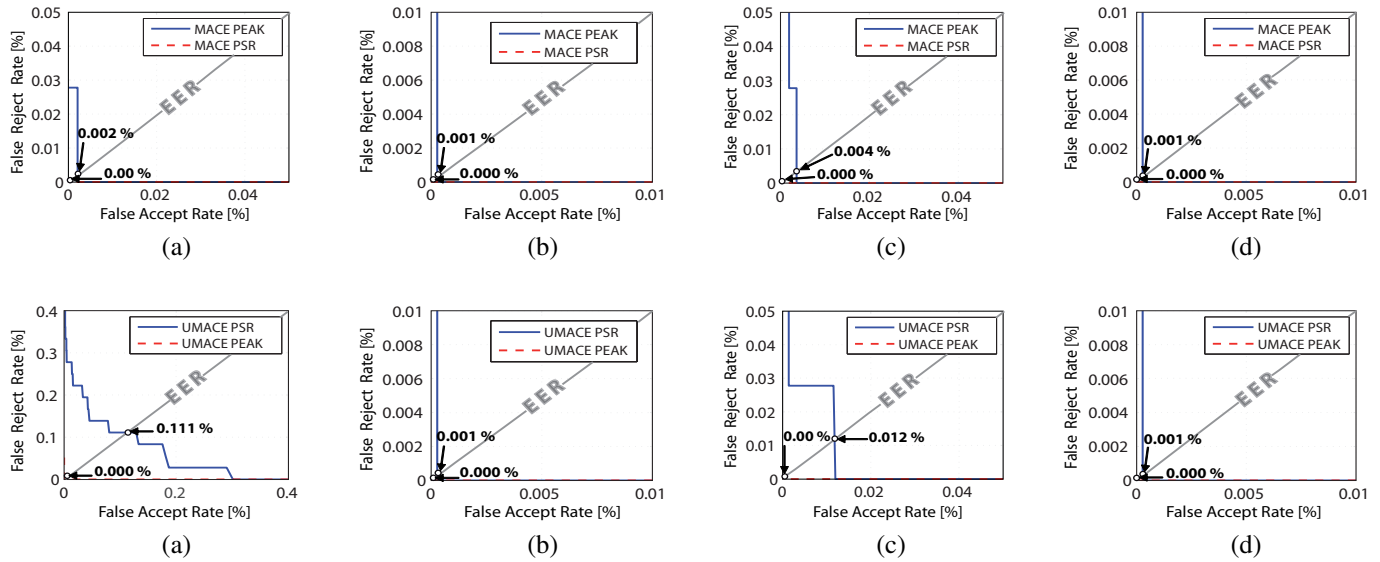 0.05
0.04
0.03
0.02
0.01
0
False Reject Rate [%]
MACE PEAK
MACE PSR
EER
0.002 %
0.00 %
0
0.02
0.04
False Accept Rate [%]
(a)
0.01
0.008
0.006
0.004
0.002
0
False Reject Rate [%]
MACE PEAK
MACE PSR
EER
0.001 %
0.000 %
0
0.005
0.01
False Accept Rate [%]
(b)
0.05
0.04
0.03
0.02
0.01
0
False Reject Rate [%]
MACE PEAK
MACE PSR
EER
0.004 %
0.000 %
0
0.02
0.04
False Accept Rate [%]
(c)
0.01
0.008
0.006
0.004
0.002
0
False Reject Rate [%]
MACE PEAK
MACE PSR
EER
0.001 %
0.000 %
0
0.005
0.01
False Accept Rate [%]
(d)
0.4
0.3
0.2
0.1
0
False Reject Rate [%]
UMACE PSR
UMACE PEAK
EER
0.111 %
0.000 %
0
0.2
0.4
False Accept Rate [%]
(a)
0.01
0.008
0.006
0.004
0.002
0
False Reject Rate [%]
UMACE PSR
UMACE PEAK
EER
0.001 %
0.000 %
0
0.005
0.01
False Accept Rate [%]
(b)
0.05
0.04
0.03
0.02
0.01
0
False Reject Rate [%]
UMACE PSR
UMACE PEAK
EER
0.00 %
0.012 %
0
0.02
0.04
False Accept Rate [%]
(c)
0.01
0.008
0.006
0.004
0.002
0
False Reject Rate [%]
UMACE PSR
UMACE PEAK
EER
0.001 %
0.000 %
0
0.005
0.01
False Accept Rate [%]
(d)